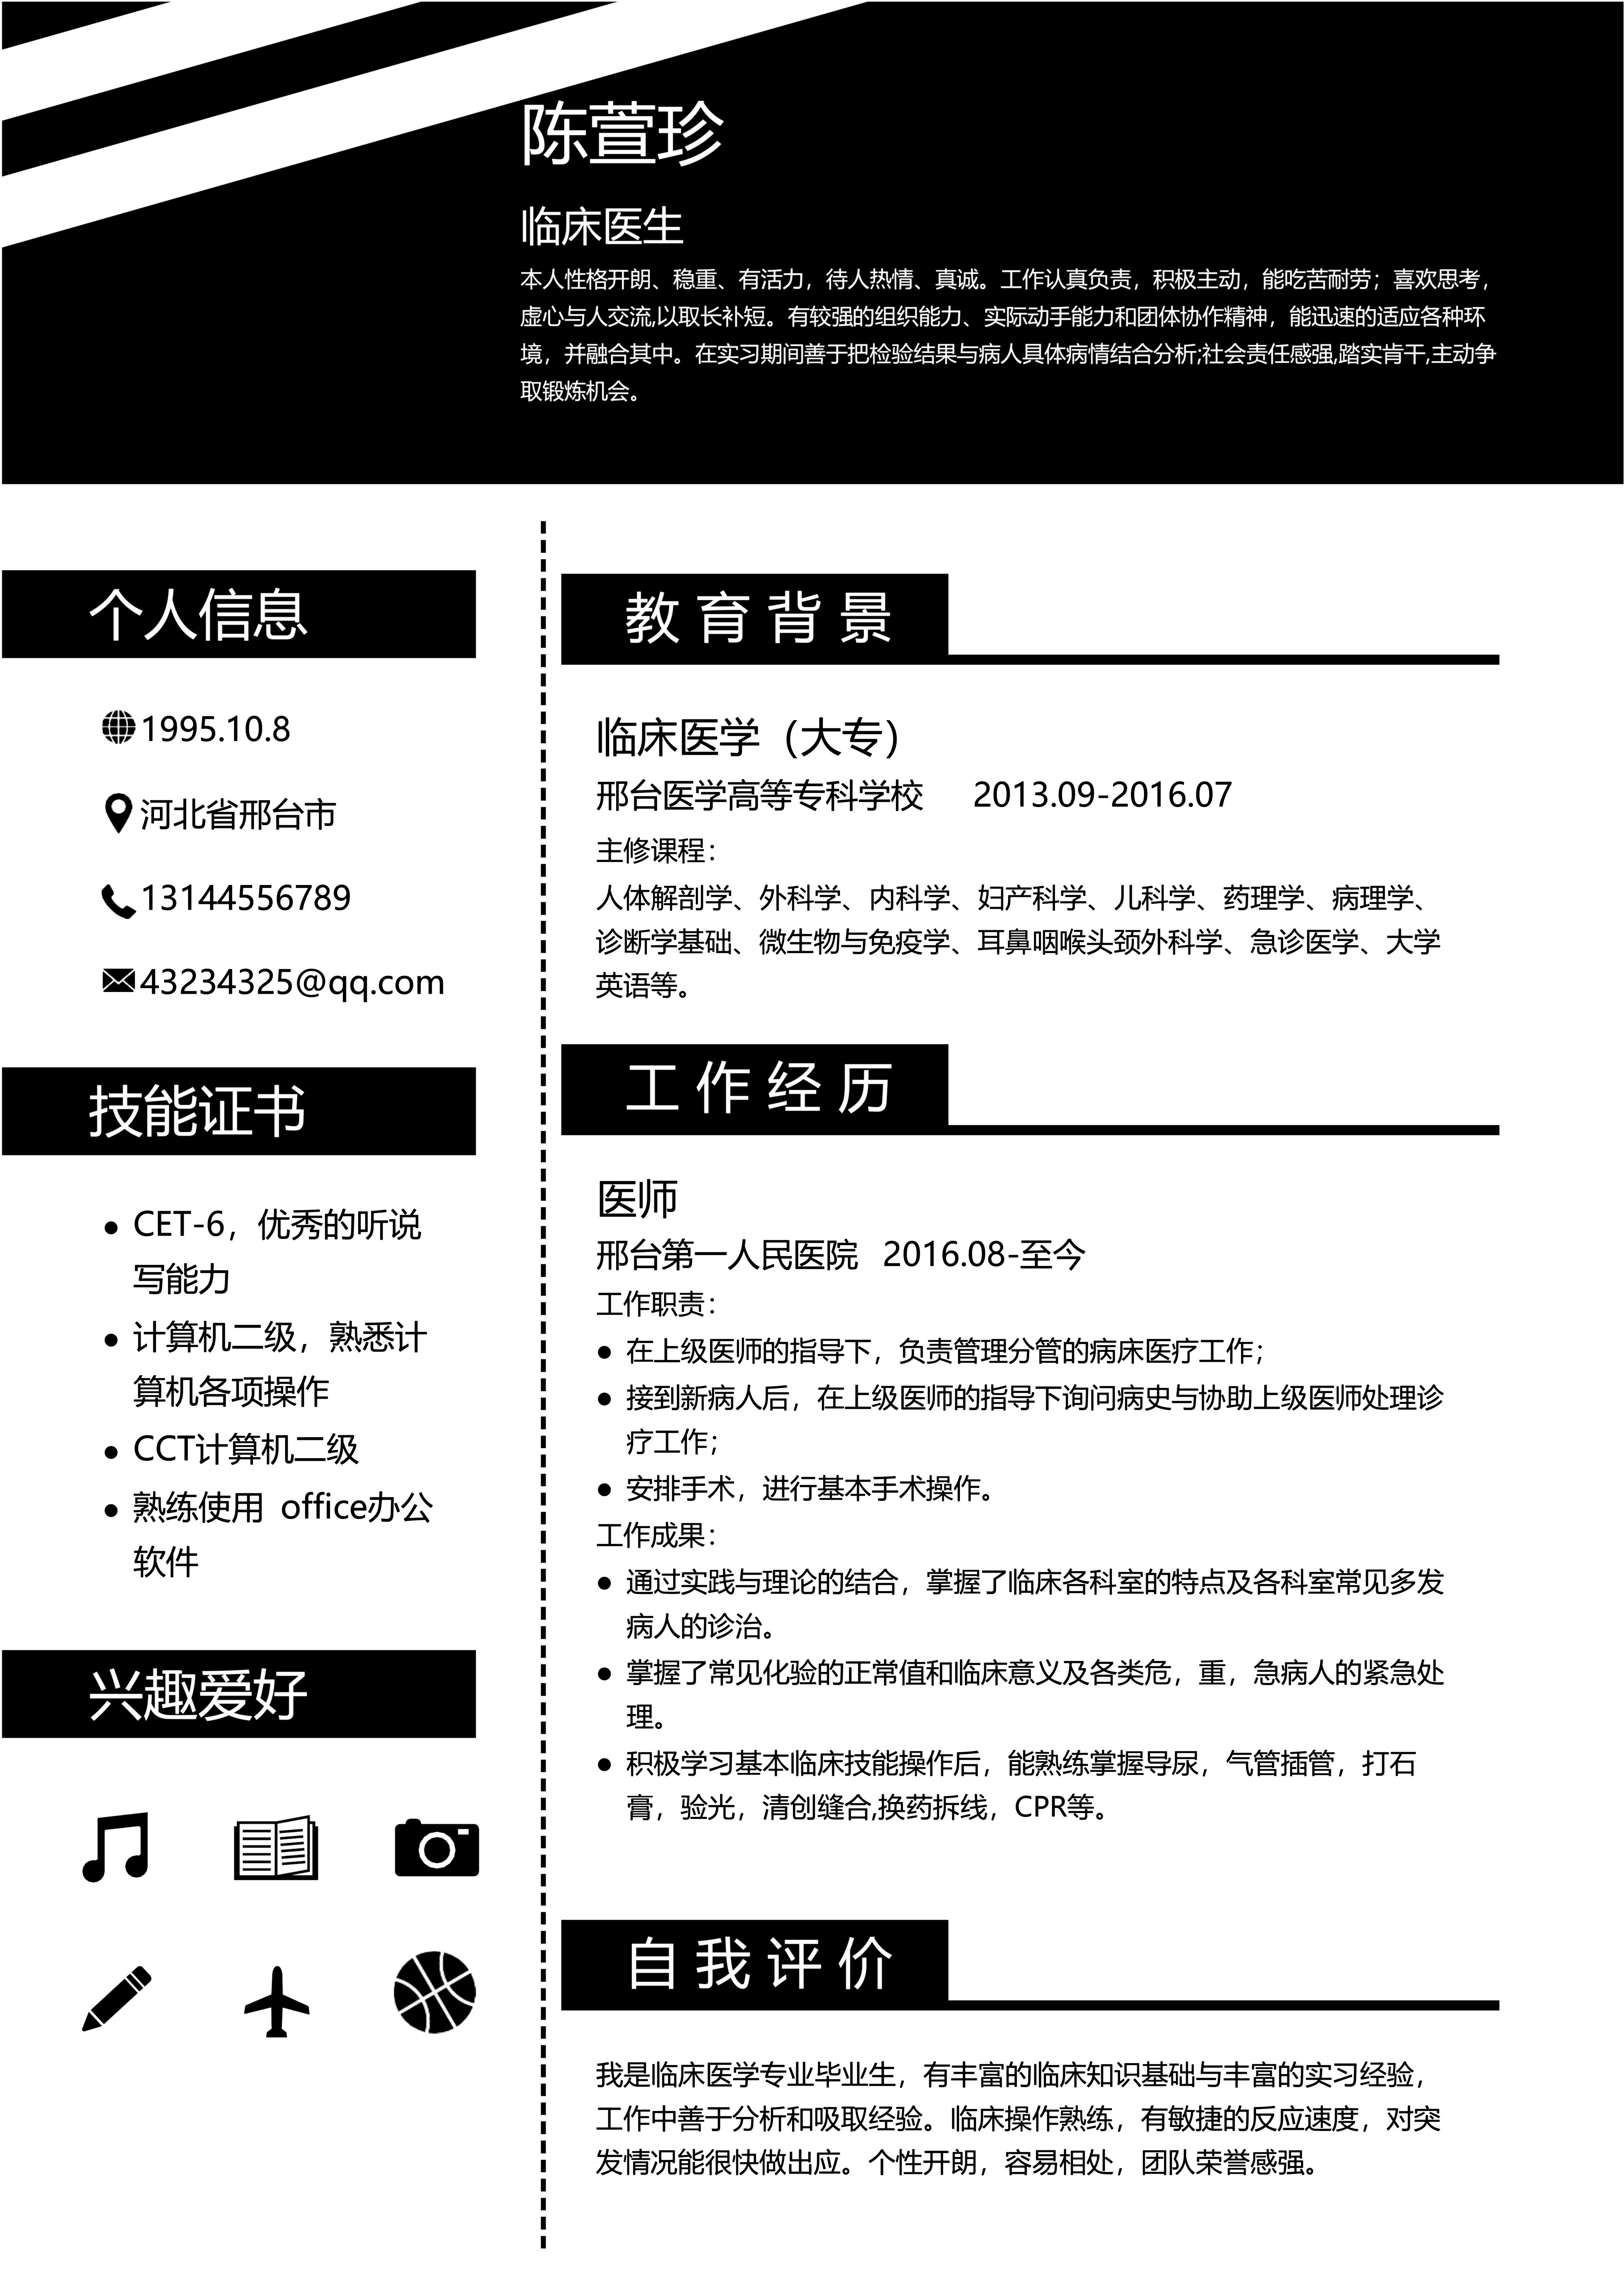 陈萱珍
临床医生
本人性格开朗、稳重、有活力，待人热情、真诚。工作认真负责，积极主动，能吃苦耐劳；喜欢思考，
虚心与人交流,以取长补短。有较强的组织能力、实际动手能力和团体协作精神，能迅速的适应各种环
境，并融合其中。在实习期间善于把检验结果与病人具体病情结合分析;社会责任感强,踏实肯干,主动争
取锻炼机会。
个人信息
1995.10.8
河北省邢台市
13144556789
43234325@qq.com
技能证书
● CET-6，优秀的听说
写能力
● 计算机二级，熟悉计
算机各项操作
● CCT计算机二级
● 熟练使用 office办公
软件
兴趣爱好
教育背景
临床医学（大专）
邢台医学高等专科学校 2013.09-2016.07
主修课程：
人体解剖学、外科学、内科学、妇产科学、儿科学、药理学、病理学、
诊断学基础、微生物与免疫学、耳鼻咽喉头颈外科学、急诊医学、大学
英语等。
工作经历
医师
邢台第一人民医院 2016.08-至今
工作职责：
● 在上级医师的指导下，负责管理分管的病床医疗工作；
● 接到新病人后，在上级医师的指导下询问病史与协助上级医师处理诊
疗工作；
● 安排手术，进行基本手术操作。
工作成果：
● 通过实践与理论的结合，掌握了临床各科室的特点及各科室常见多发
病人的诊治。
● 掌握了常见化验的正常值和临床意义及各类危，重，急病人的紧急处
理。
● 积极学习基本临床技能操作后，能熟练掌握导尿，气管插管，打石
膏，验光，清创缝合,换药拆线，CPR等。
自我评价
我是临床医学专业毕业生，有丰富的临床知识基础与丰富的实习经验，
工作中善于分析和吸取经验。临床操作熟练，有敏捷的反应速度，对突
发情况能很快做出应。个性开朗，容易相处，团队荣誉感强。